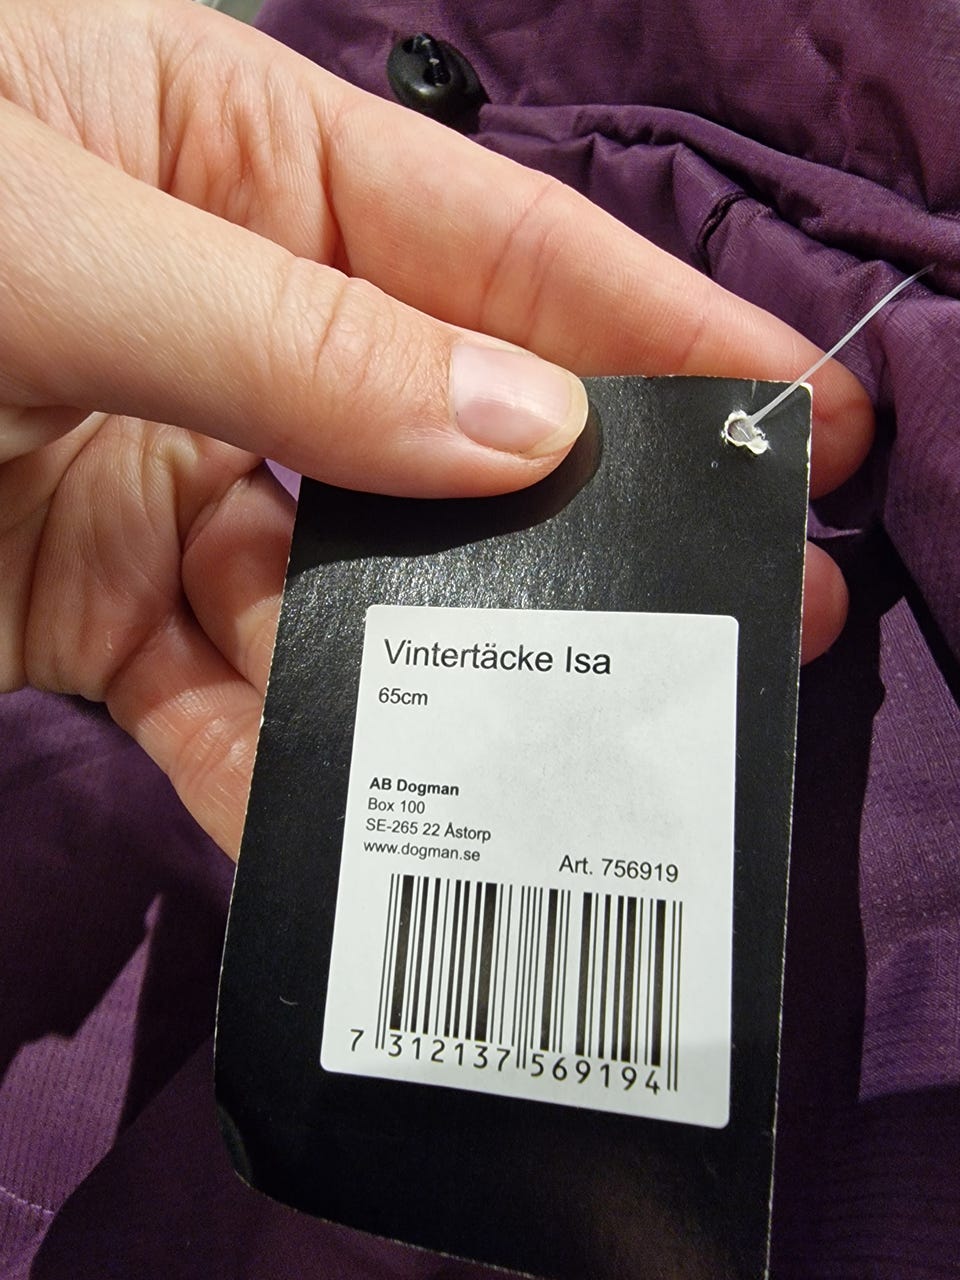 Vintertäcke Isa
65cm
AB Dogman
Box 100
SE-265 22 Åstorp
www.dogman.se
Art. 756919
7 312137 569194